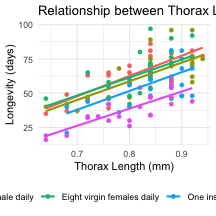 Relationship between Thorax L
Longevity (days)
100
75
50
25
0.7
0.8
0.9
Thorax Length (mm)
nale daily Eight virgin females daily One ins